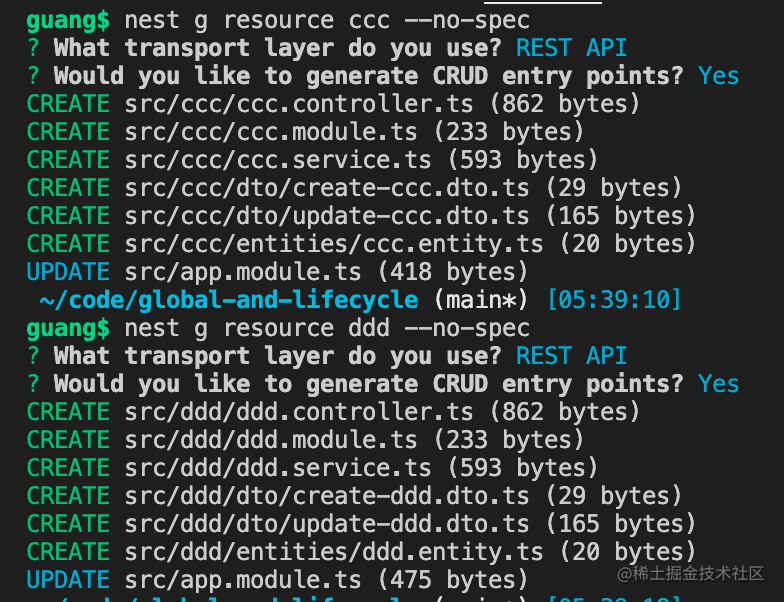 guang$ nest g resource ccc --no-spec
? What transport layer do you use? REST API
? Would you like to generate CRUD entry points? Yes
CREATE src/ccc/ccc.controller.ts (862 bytes)
CREATE src/ccc/ccc.module.ts (233 bytes)
CREATE src/ccc/ccc.service.ts (593 bytes)
CREATE src/ccc/dto/create-ccc.dto.ts (29 bytes)
CREATE src/ccc/dto/update-ccc.dto.ts (165 bytes)
CREATE src/ccc/entities/ccc.entity.ts (20 bytes)
UPDATE src/app.module.ts (418 bytes)
~/code/global-and-lifecycle (main*) [05:39:10]
guang$ nest g resource ddd --no-spec
? What transport layer do you use? REST API
? Would you like to generate CRUD entry points? Yes
CREATE src/ddd/ddd.controller.ts (862 bytes)
CREATE src/ddd/ddd.module.ts (233 bytes)
CREATE src/ddd/ddd.service.ts (593 bytes)
CREATE src/ddd/dto/create-ddd.dto.ts (29 bytes)
CREATE src/ddd/dto/update-ddd.dto.ts (165 bytes)
CREATE src/ddd/entities/ddd.entity.ts (20 bytes)
UPDATE src/app.module.ts (475 bytes)
@稀土掘金技术社区